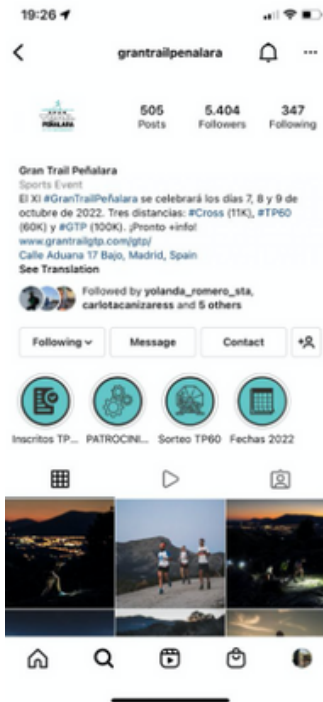 19:26
grantrailpenalara
505 5.404 347
Posts Followers Following
PEÑALARA
Gran Trail Peñalara
Sports Event
El XI #GranTrailPeñalara se celebrará los días 7, 8 y 9 de
octubre de 2022. Tres distancias: #Cross (11K), #TP60
(60K) y #GTP (100K). ¡Pronto +info!
www.grantrailgtp.com/gtp/
Calle Aduana 17 Bajo, Madrid, Spain
See Translation
Followed by yolanda_romero_sta,
carlotacanizaress and 5 others
Following Message Contact
Inscritos TP... PATROCINI... Sorteo TP60 Fechas 2022